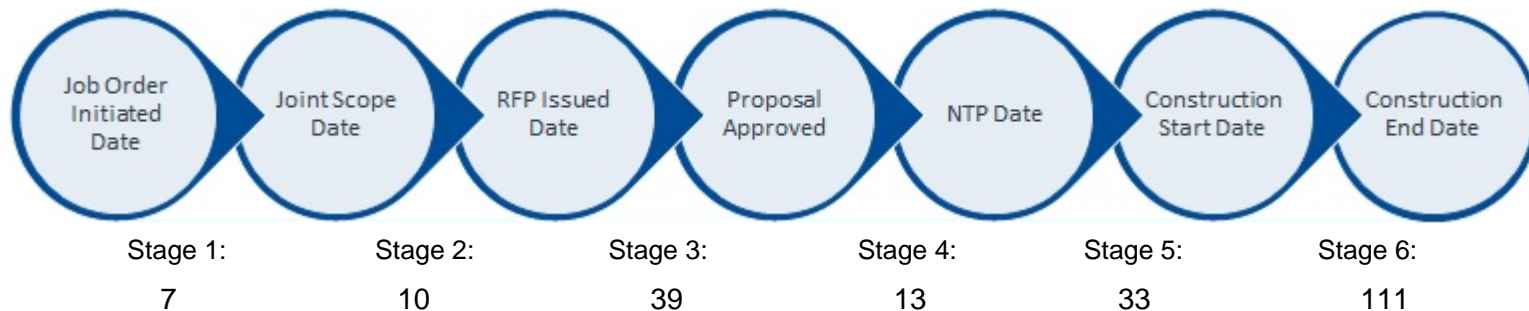 Job Order
Initiated
Date
Joint Scope
Date
RFP Issued
Date
Proposal
Approved
NTP Date
Construction
Start Date
Construction
End Date
Stage 1: Stage 2: Stage 3: Stage 4: Stage 5: Stage 6:
7 10 39 13 33 111